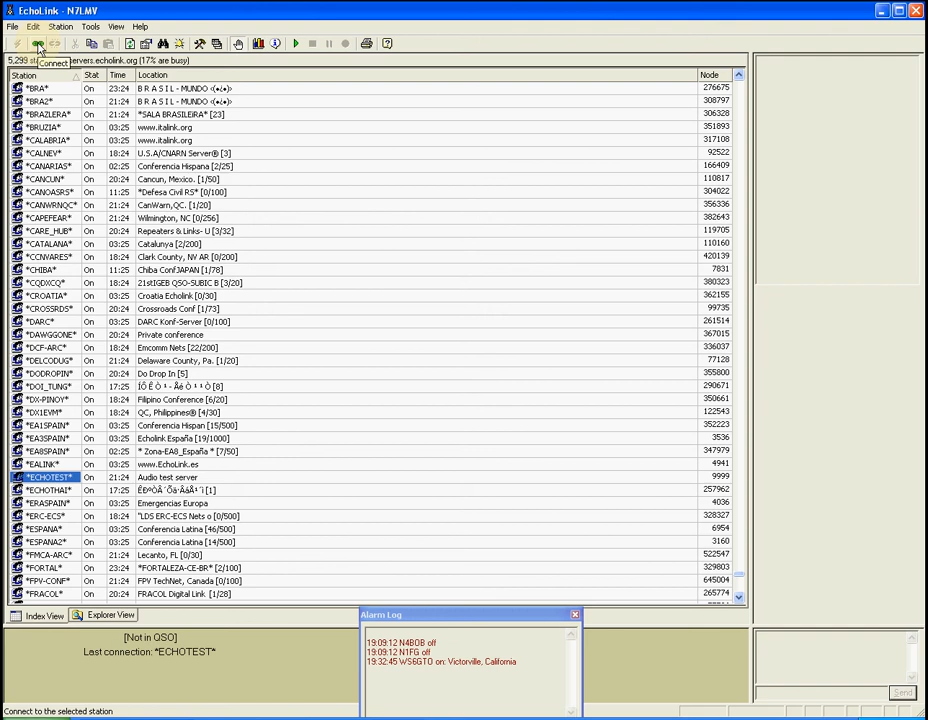 EchoLink - N7LMV
File Edit Station Tools View Help
Connect
5,299 servers.echolink.org (17% are busy)
Station Stat Time Location Node
*BRA* On 23:24 B R A S I L - MUNDO 276675
*BRA2* On 21:24 B R A S I L - MUNDO 308797
*BRAZLERA* On 21:24 *SALA BRASILEiRA* [23]
*BRUZIA* On 03:25 www.italink.org 351893
*CALABRIA* On 03:25 www.italink.org 317108
*CALNEV* On 18:24 U.S.A/CNARN Server® [3] 92522
*CANARIAS* On 02:25 Conferencia Hispana [2/25] 166409
*CANCUN* On 20:24 Cancun, Mexico. [1/50] 110817
*CANOASRS* On 11:25 *Defesa Civil RS* [0/100] 304022
*CANWRNQC* On 21:24 CanWarn,QC. [1/20] 356336
*CAPEFEAR* On 21:24 Wilmington, NC [0/256] 382643
*CARE_HUB* On 20:24 Repeaters & Links- U [3/32] 119705
*CATALANA* On 03:25 Catalunya [2/200] 110160
*CCNVARES* On 18:24 Clark County, NV AR [0/200] 420139
*CHIBA* On 11:25 Chiba ConfJAPAN [1/78] 7831
*CQDXCQ* On 18:24 21stIGEB QSO-SUBIC B [3/20] 380323
*CROATIA* On 03:25 Croatia Echolink [0/30] 362155
*CROSSRDS* On 20:24 Crossroads Conf [1/73] 99735
*DARC* On 03:25 DARC Konf-Server [0/100] 261514
*DAWGGONE* On 20:24 Private conference 367015
*DCF-ARC* On 18:24 Emcomm Nets [22/200] 336037
*DELCODUG* On 21:24 Delaware County, Pa. [1/20] 77128
*DODROPIN* On 20:24 Do Drop In [5] 355800
*DOI_TUNG* On 17:25 290671
*DX-PINOY* On 18:24 Filipino Conference [6/20] 350661
*DX1EVM* On 18:24 QC, Philippines® [4/30] 122543
*EA1SPAIN* On 03:25 Conferencia Hispan [15/500] 352222
*EA3SPAIN* On 03:25 Echolink España [19/1000] 3536
*EA8SPAIN* On 02:25 * Zona-EA8_España * [7/50] 347979
*EALINK* On 03:25 www.EchoLink.es 4941
*ECHOTEST* On 21:24 Audio test server 9999
*ECHOTHAI* On 17:25 257962
*ERASPAIN* On 03:25 Emergencias Europa 4036
*ERC-ECS* On 18:24 "LDS ERC-ECS Nets o [0/500] 328327
*ESPANA* On 03:25 Conferencia Latina [46/500] 6954
*ESPANA2* On 03:25 Conferencia Latina [14/500] 3160
*FMCA-ARC* On 21:24 Lecanto, FL [0/30] 522547
*FORTAL* On 23:24 *FORTALEZA-CE-BR* [2/100] 329803
*FPV-CONF* On 21:24 FPV TechNet, Canada [0/100] 645004
*FRACOL* On 20:24 FRACOL Digital Link [1/28] 265774
Index View Explorer View
[Not in QSO]
Last connection: *ECHOTEST*
Alarm Log
19:09:12 N4BOB off
19:09:12 N1FG off
19:32:45 WS6GTO on: Victorville, California
Send
Connect to the selected station